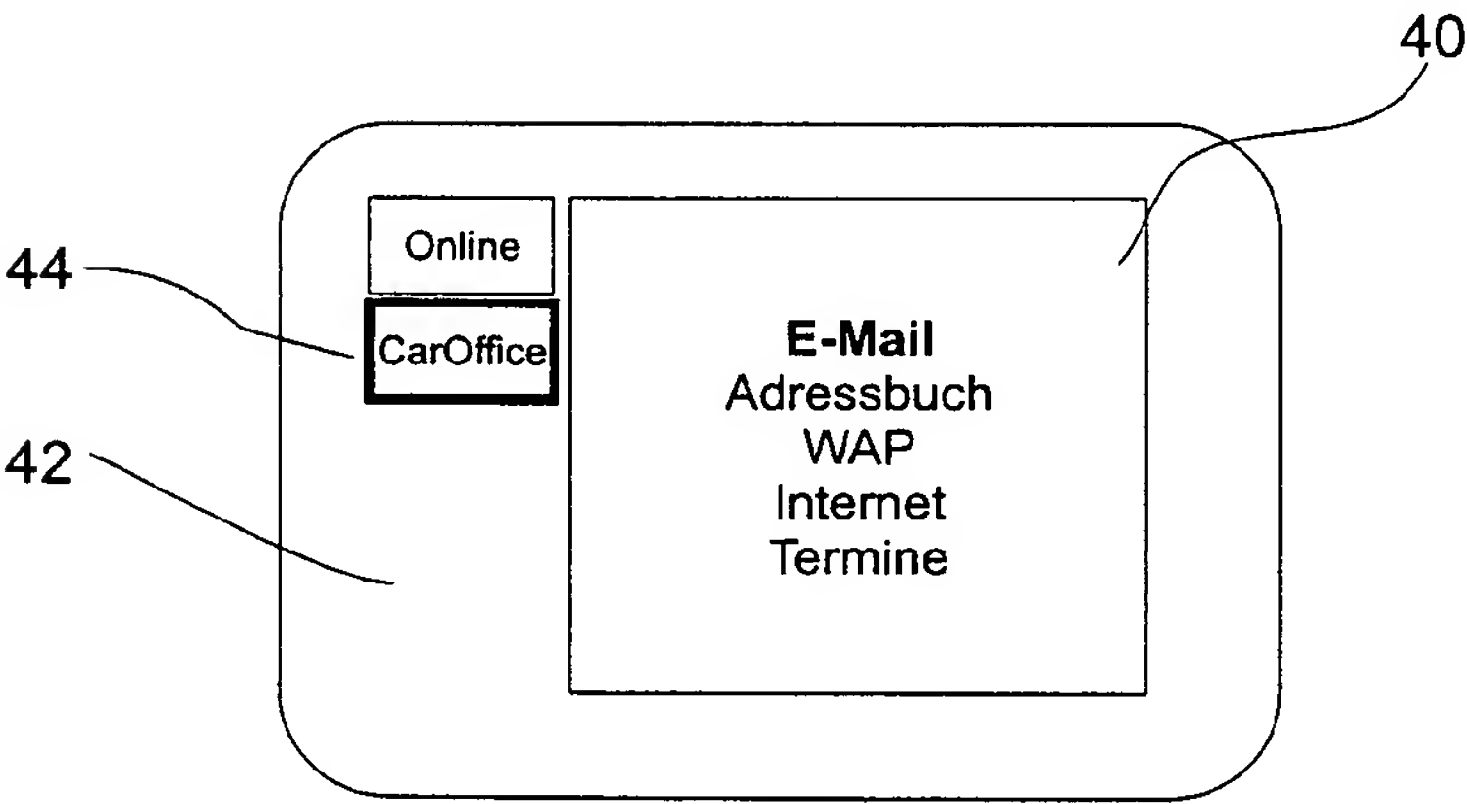 40
Online
44
CarOffice
42
E-Mail
Adressbuch
WAP
Internet
Termine